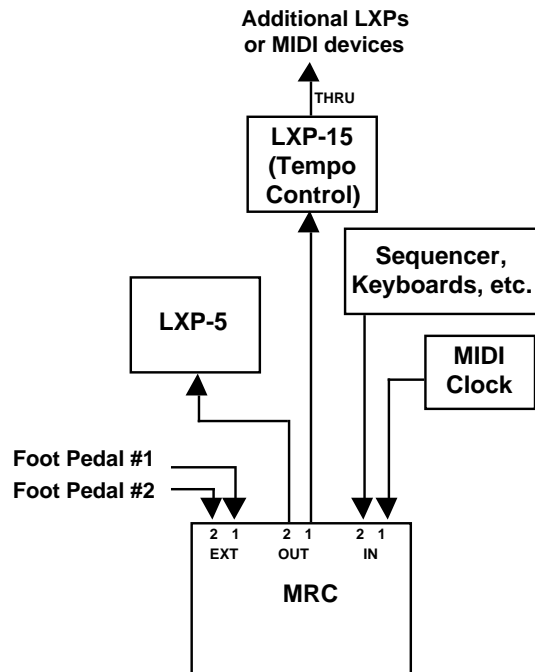 Additional LXPs
or MIDI devices
THRU
LXP-15
(Tempo
Control)
Sequencer,
Keyboards, etc.
LXP-5
MIDI
Clock
Foot Pedal #1
Foot Pedal #2
2 1 2 1 2 1
EXT OUT IN
MRC